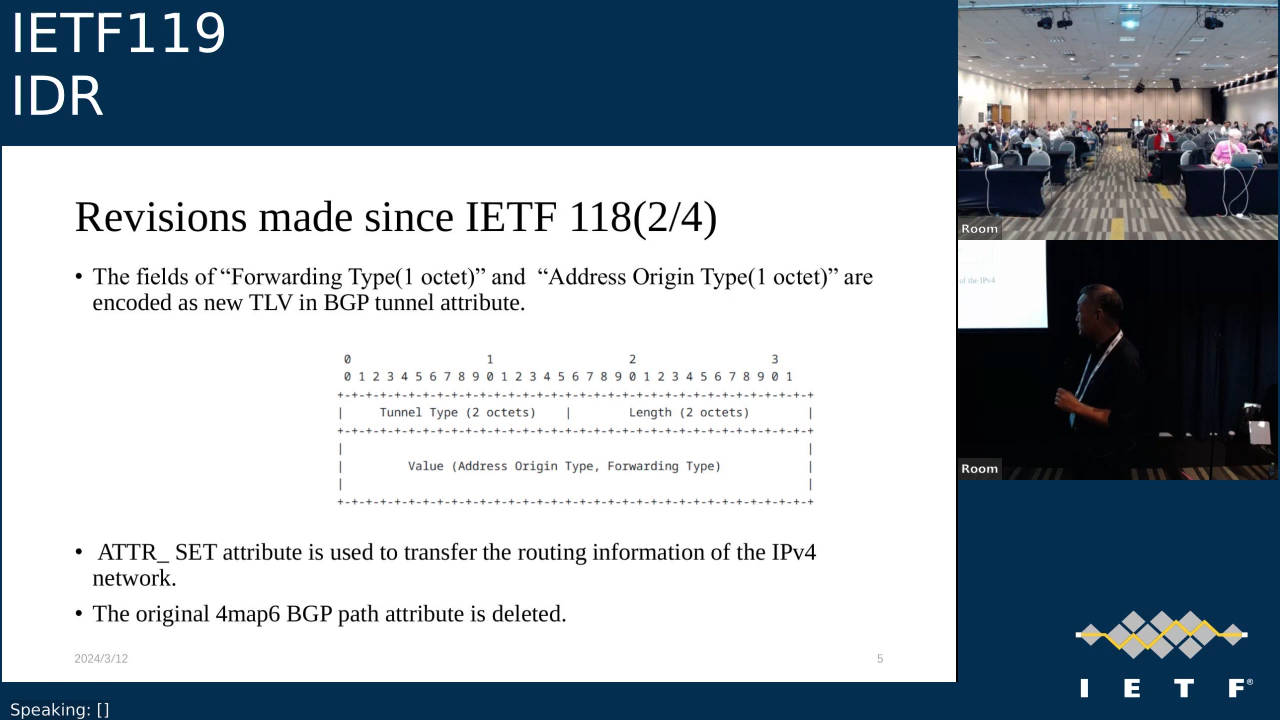 IETF119
IDR
Revisions made since IETF 118(2/4)
• The fields of “Forwarding Type(1 octet)” and “Address Origin Type(1 octet)” are
encoded as new TLV in BGP tunnel attribute.
0 1 2 3
0 1 2 3 4 5 6 7 8 9 0 1 2 3 4 5 6 7 8 9 0 1 2 3 4 5 6 7 8 9 0 1
+-+-+-+-+-+-+-+-+-+-+-+-+-+-+-+-+-+-+-+-+-+-+-+-+-+-+-+-+-+-+-+-+-+
| Tunnel Type (2 octets) | Length (2 octets) |
+-+-+-+-+-+-+-+-+-+-+-+-+-+-+-+-+-+-+-+-+-+-+-+-+-+-+-+-+-+-+-+-+-+
| |
| Value (Address Origin Type, Forwarding Type) |
| |
+-+-+-+-+-+-+-+-+-+-+-+-+-+-+-+-+-+-+-+-+-+-+-+-+-+-+-+-+-+-+-+-+-+
• ATTR_ SET attribute is used to transfer the routing information of the IPv4
network.
• The original 4map6 BGP path attribute is deleted.
2024/3/12 5
Room
of the IPv4
Room
I E T F®
Speaking: []